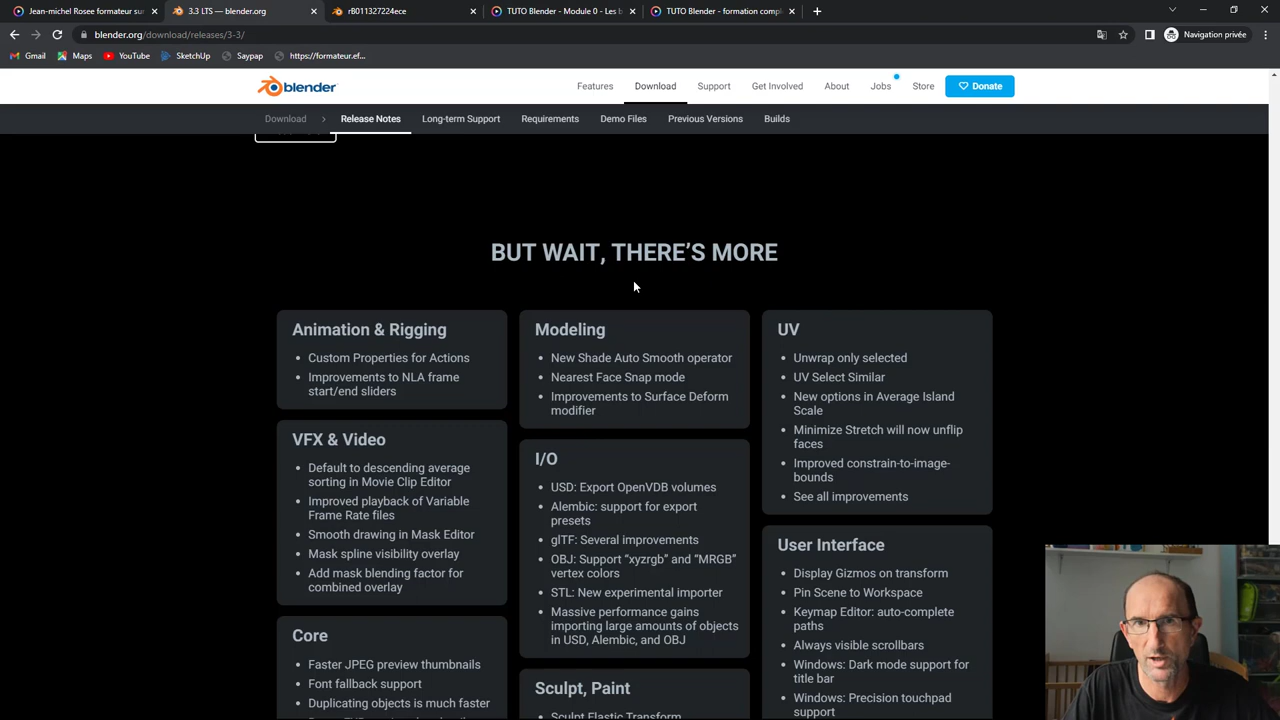 Jean-michel Rosee formateur sur
3.3 LTS — blender.org
rB011327224ece
TUTO Blender - Module 0 - Les b
TUTO Blender - formation compl
blender.org/download/releases/3-3/
Navigation privée
Gmail
Maps
YouTube
SketchUp
Saypap
https://formateur.ef...
blender
Features
Download
Support
Get Involved
About
Jobs
Store
Donate
Download
Release Notes
Long-term Support
Requirements
Demo Files
Previous Versions
Builds
BUT WAIT, THERE’S MORE
Animation & Rigging
• Custom Properties for Actions
• Improvements to NLA frame
start/end sliders
VFX & Video
• Default to descending average
sorting in Movie Clip Editor
• Improved playback of Variable
Frame Rate files
• Smooth drawing in Mask Editor
• Mask spline visibility overlay
• Add mask blending factor for
combined overlay
Core
• Faster JPEG preview thumbnails
• Font fallback support
• Duplicating objects is much faster
Modeling
• New Shade Auto Smooth operator
• Nearest Face Snap mode
• Improvements to Surface Deform
modifier
I/O
• USD: Export OpenVDB volumes
• Alembic: support for export
presets
• glTF: Several improvements
• OBJ: Support “xyzrgb” and “MRGB”
vertex colors
• STL: New experimental importer
• Massive performance gains
importing large amounts of objects
in USD, Alembic, and OBJ
Sculpt, Paint
Sculpt Elastic Transform
UV
• Unwrap only selected
• UV Select Similar
• New options in Average Island
Scale
• Minimize Stretch will now unflip
faces
• Improved constrain-to-image-
bounds
• See all improvements
User Interface
• Display Gizmos on transform
• Pin Scene to Workspace
• Keymap Editor: auto-complete
paths
• Always visible scrollbars
• Windows: Dark mode support for
title bar
• Windows: Precision touchpad
support